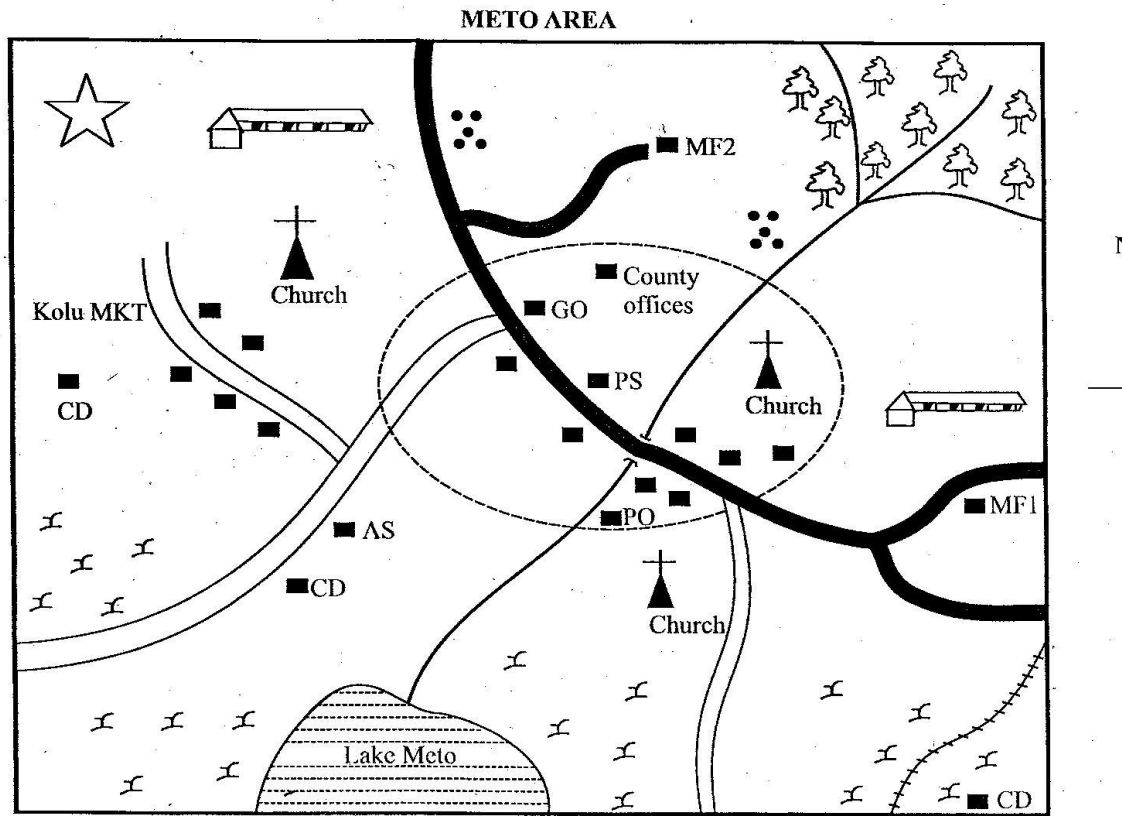 METO AREA
MF2
N
County
offices
Church
GO
Kolu MKT
PS
Church
CD
MF1
PO
AS
CD
Church
Lake Meto
CD